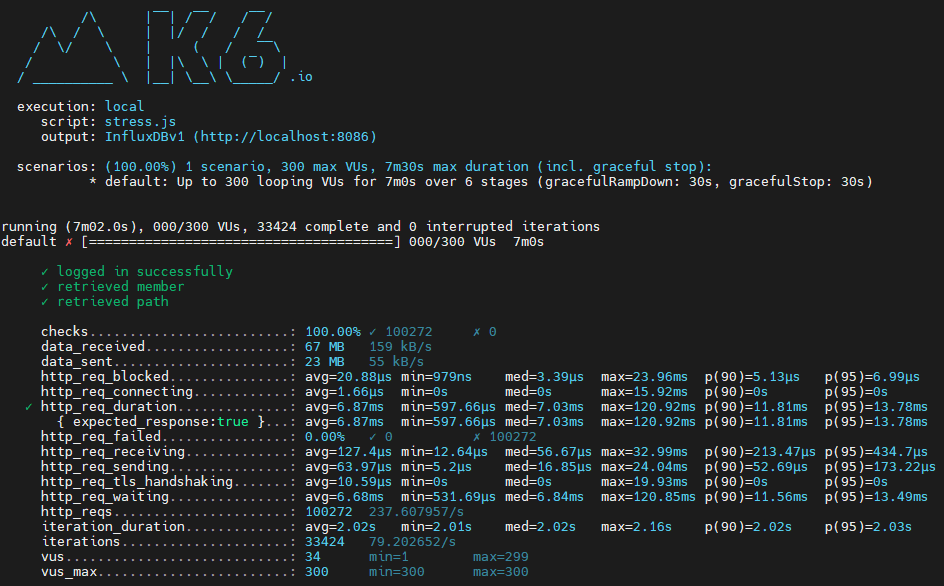 K6 .io
execution: local
script: stress.js
output: InfluxDBv1 (http://localhost:8086)
scenarios: (100.00%) 1 scenario, 300 max VUs, 7m30s max duration (incl. graceful stop):
* default: Up to 300 looping VUs for 7m0s over 6 stages (gracefulRampDown: 30s, gracefulStop: 30s)
running (7m02.0s), 000/300 VUs, 33424 complete and 0 interrupted iterations
default ✗ [======================================] 000/300 VUs  7m0s
✓ logged in successfully
✓ retrieved member
✓ retrieved path
checks.........................: 100.00% ✓ 100272     ✗ 0
data_received..................: 67 MB   159 kB/s
data_sent......................: 23 MB   55 kB/s
http_req_blocked...............: avg=20.88µs min=979ns    med=3.39µs  max=23.96ms  p(90)=5.13µs   p(95)=6.99µs
http_req_connecting............: avg=1.66µs  min=0s       med=0s      max=15.92ms  p(90)=0s       p(95)=0s
✓ http_req_duration..............: avg=6.87ms  min=597.66µs med=7.03ms  max=120.92ms p(90)=11.81ms  p(95)=13.78ms
{ expected_response:true }...: avg=6.87ms  min=597.66µs med=7.03ms  max=120.92ms p(90)=11.81ms  p(95)=13.78ms
http_req_failed................: 0.00%   ✓ 0          ✗ 100272
http_req_receiving.............: avg=127.4µs min=12.64µs  med=56.67µs max=32.99ms  p(90)=213.47µs p(95)=434.7µs
http_req_sending...............: avg=63.97µs min=5.2µs    med=16.85µs max=24.04ms  p(90)=52.69µs  p(95)=173.22µs
http_req_tls_handshaking.......: avg=10.59µs min=0s       med=0s      max=19.93ms  p(90)=0s       p(95)=0s
http_req_waiting...............: avg=6.68ms  min=531.69µs med=6.84ms  max=120.85ms p(90)=11.56ms  p(95)=13.49ms
http_reqs......................: 100272  237.607957/s
iteration_duration.............: avg=2.02s   min=2.01s    med=2.02s   max=2.16s    p(90)=2.02s    p(95)=2.03s
iterations.....................: 33424   79.202652/s
vus............................: 34      min=1        max=299
vus_max........................: 300     min=300      max=300